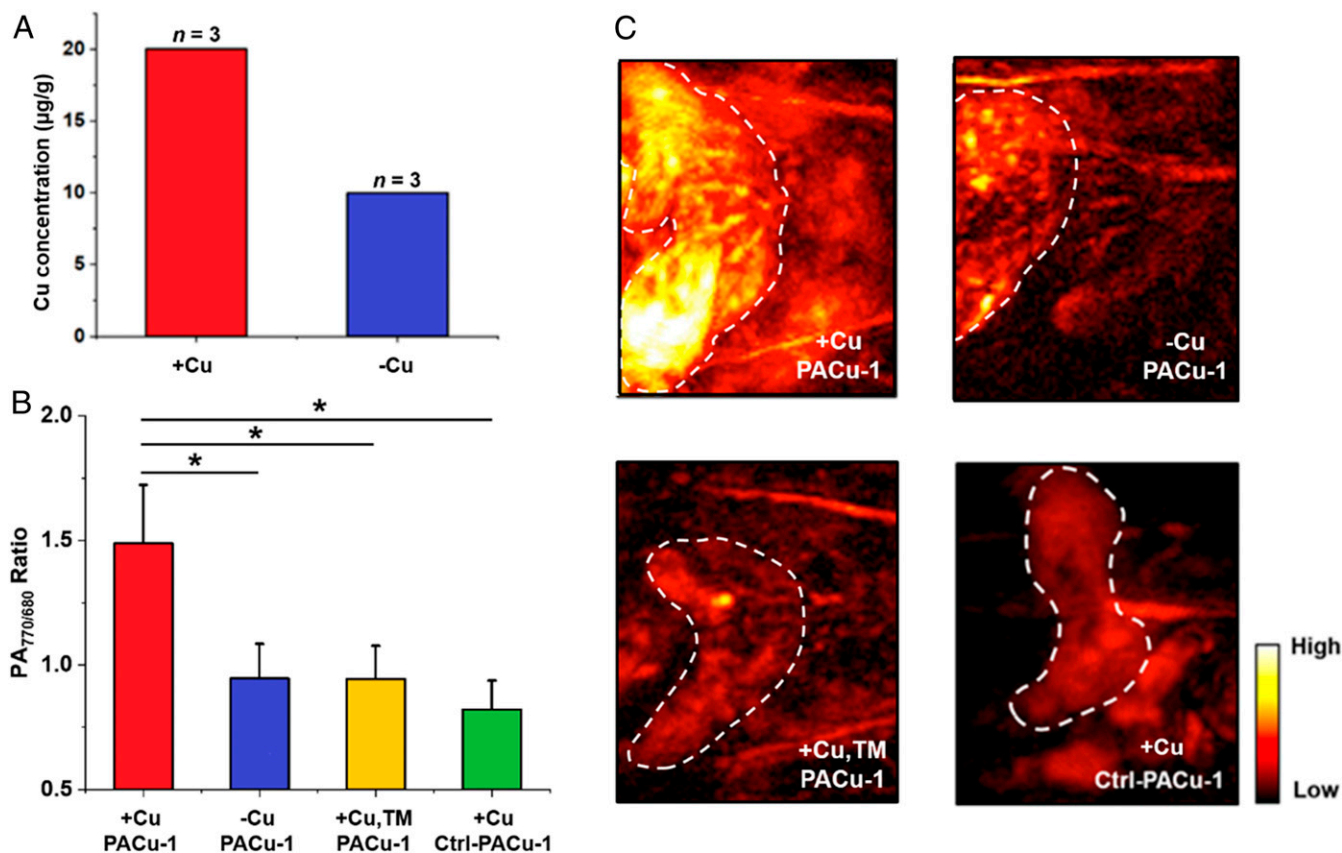 A
Cu concentration (µg/g)
20
15
10
5
0
n = 3
n = 3
+Cu
-Cu
B
PA770/680 Ratio
2.0
1.5
1.0
0.5
*
*
*
+Cu
PACu-1
-Cu
PACu-1
+Cu,TM
PACu-1
+Cu
Ctrl-PACu-1
C
+Cu
PACu-1
-Cu
PACu-1
+Cu,TM
PACu-1
+Cu
Ctrl-PACu-1
High
Low